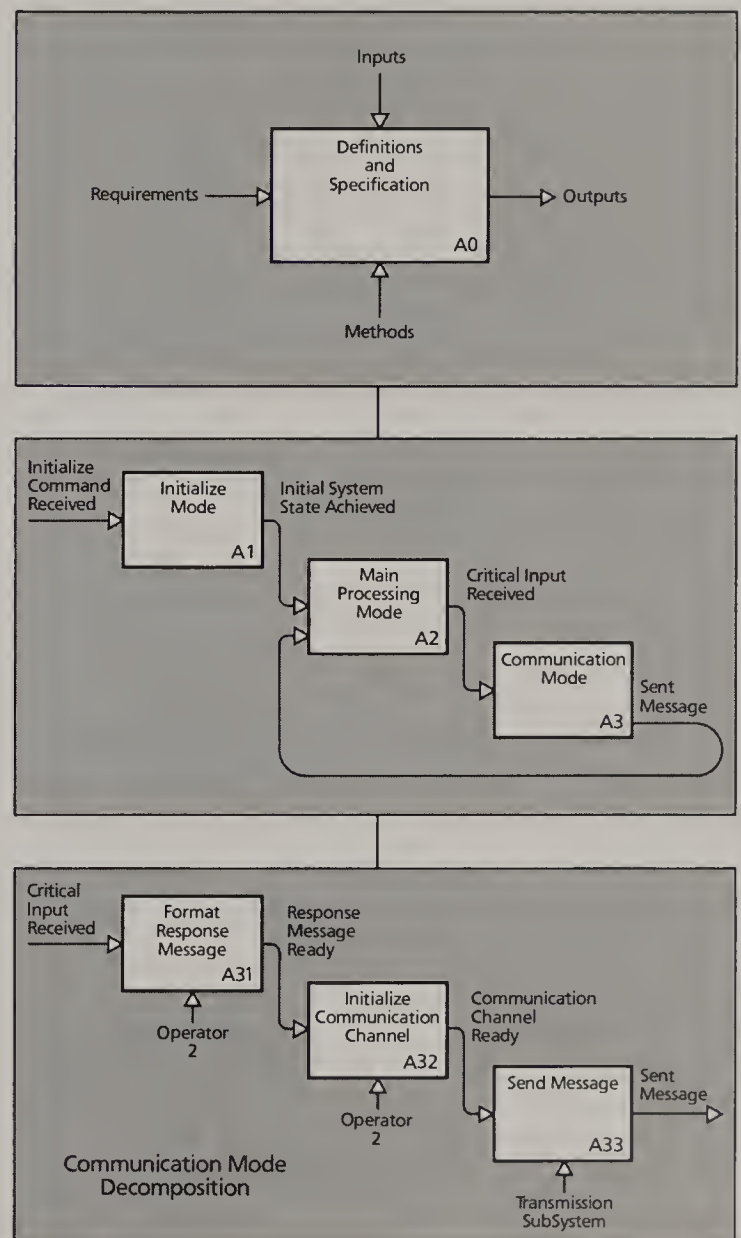 Inputs
Definitions
and
Specification
Requirements
Outputs
A0
Methods
Initialize
Command
Received
Initialize
Mode
A1
Initial System
State Achieved
Main
Processing
Mode
A2
Critical Input
Received
Communication
Mode
A3
Sent
Message
Critical
Input
Received
Format
Response
Message
A31
Response
Message
Ready
Operator
2
Initialize
Communication
Channel
A32
Communication
Channel
Ready
Operator
2
Send Message
A33
Sent
Message
Transmission
SubSystem
Communication Mode
Decomposition